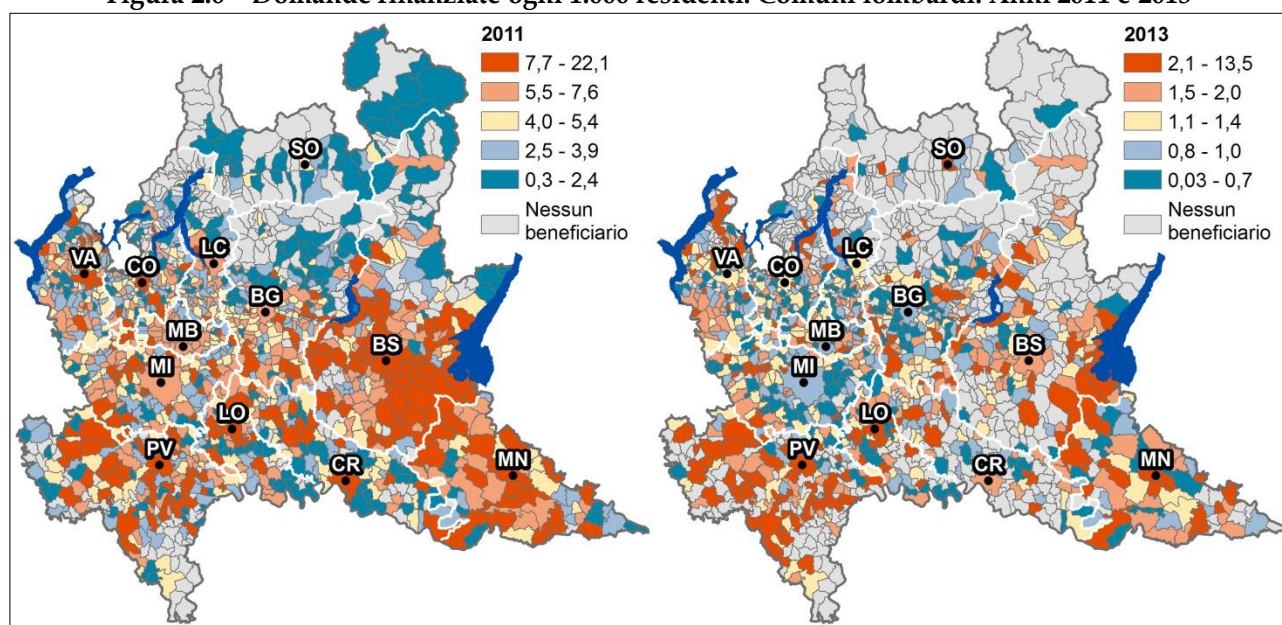 Figura 2.6 – Domande finanziate ogni 1.000 residenti. Comuni lombardi. Anni 2011 e 2013
2011
7,7 - 22,1
5,5 - 7,6
4,0 - 5,4
2,5 - 3,9
0,3 - 2,4
Nessun
beneficiario
SO
VA
CO
LC
BG
MB
BS
MI
LO
PV
CR
MN
2013
2,1 - 13,5
1,5 - 2,0
1,1 - 1,4
0,8 - 1,0
0,03 - 0,7
Nessun
beneficiario
SO
VA
CO
LC
BG
MB
BS
MI
LO
PV
CR
MN